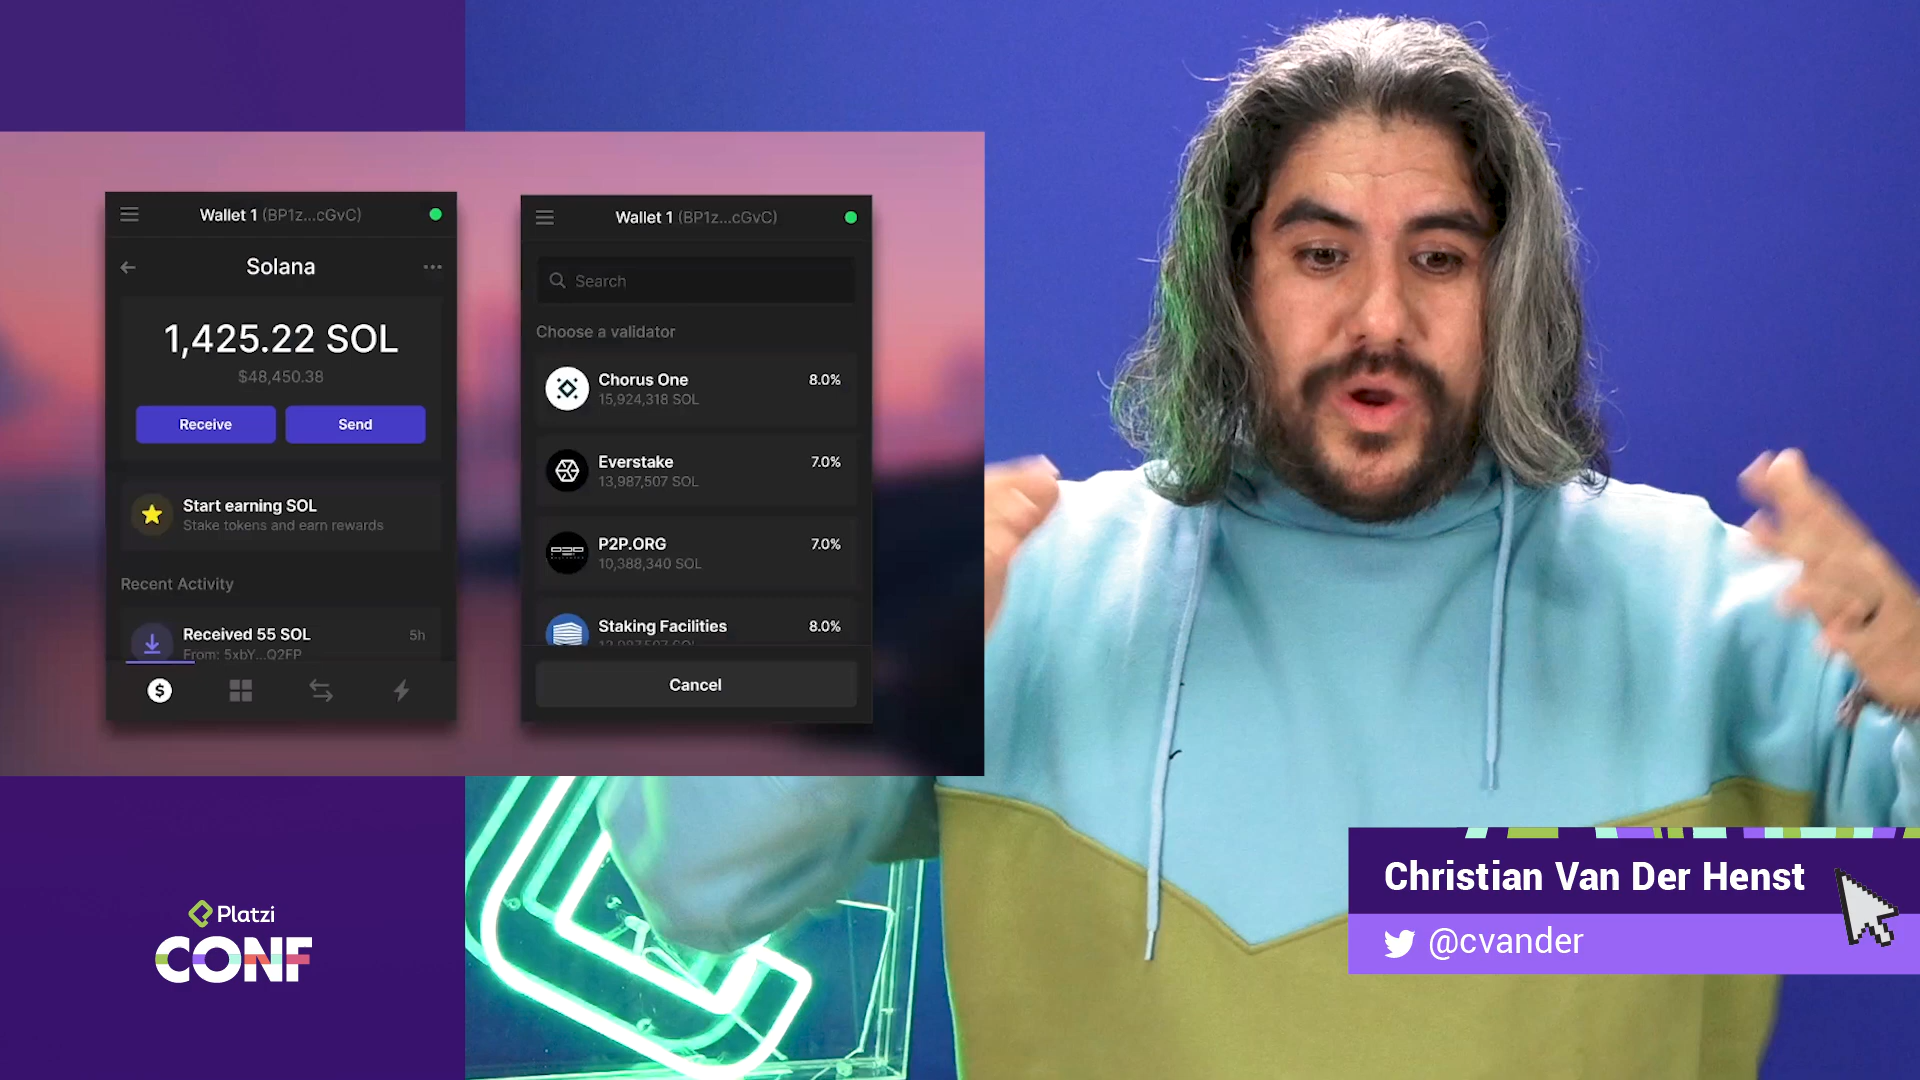 Wallet 1 (BP1z...cGvC)
Solana
1,425.22 SOL
$48,450.38
Receive
Send
Start earning SOL
Stake tokens and earn rewards
Recent Activity
Received 55 SOL
5h
From: 5xbY...Q2FP
$
Wallet 1 (BP1z...cGvC)
Search
Choose a validator
Chorus One
8.0%
15,924,318 SOL
Everstake
7.0%
13,987,507 SOL
P2P
P2P.ORG
7.0%
10,388,340 SOL
Staking Facilities
8.0%
Cancel
Platzi
CONF
Christian Van Der Henst
@cvander